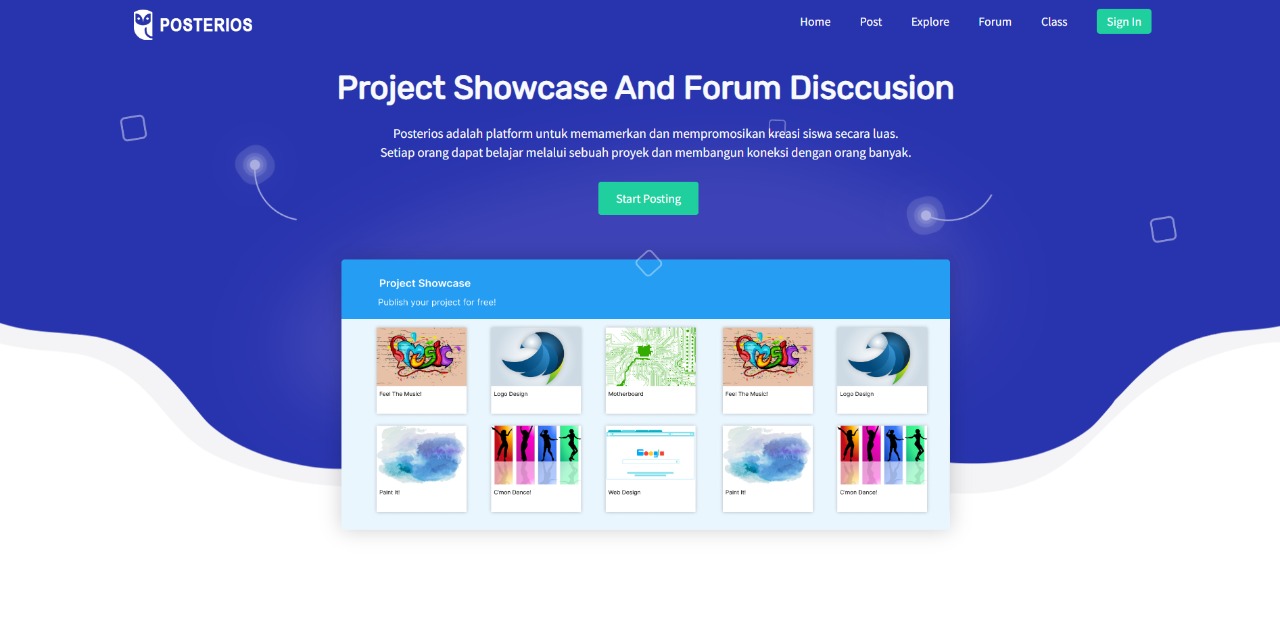 POSTERIOS
Home Post Explore Forum Class Sign In
Project Showcase And Forum Disccusion
Posterios adalah platform untuk memamerkan dan mempromosikan kreasi siswa secara luas.
Setiap orang dapat belajar melalui sebuah proyek dan membangun koneksi dengan orang banyak.
Start Posting
Project Showcase
Publish your project for free!
Feel The Music! Logo Design Motherboard Feel The Music! Logo Design
Paint It! C'mon Dance! Web Design Paint It! C'mon Dance!